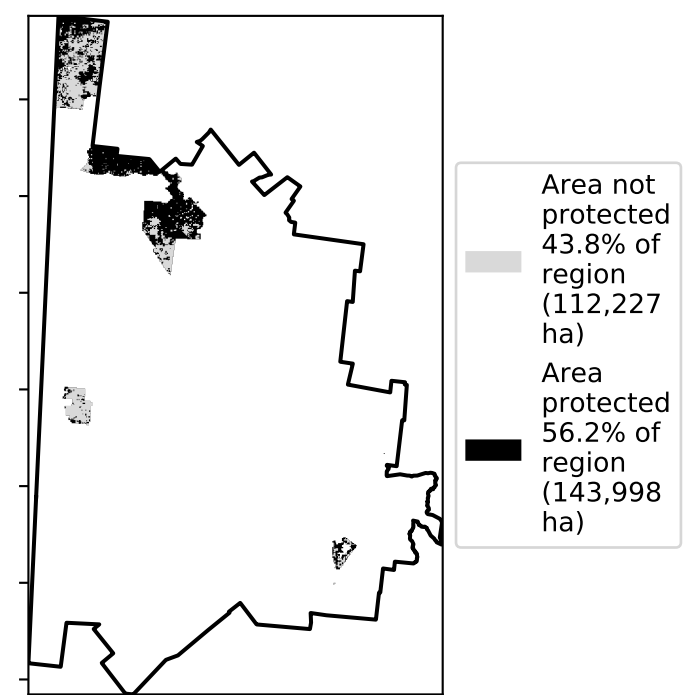 Area not
protected
43.8% of
region
(112,227
ha)
Area
protected
56.2% of
region
(143,998
ha)